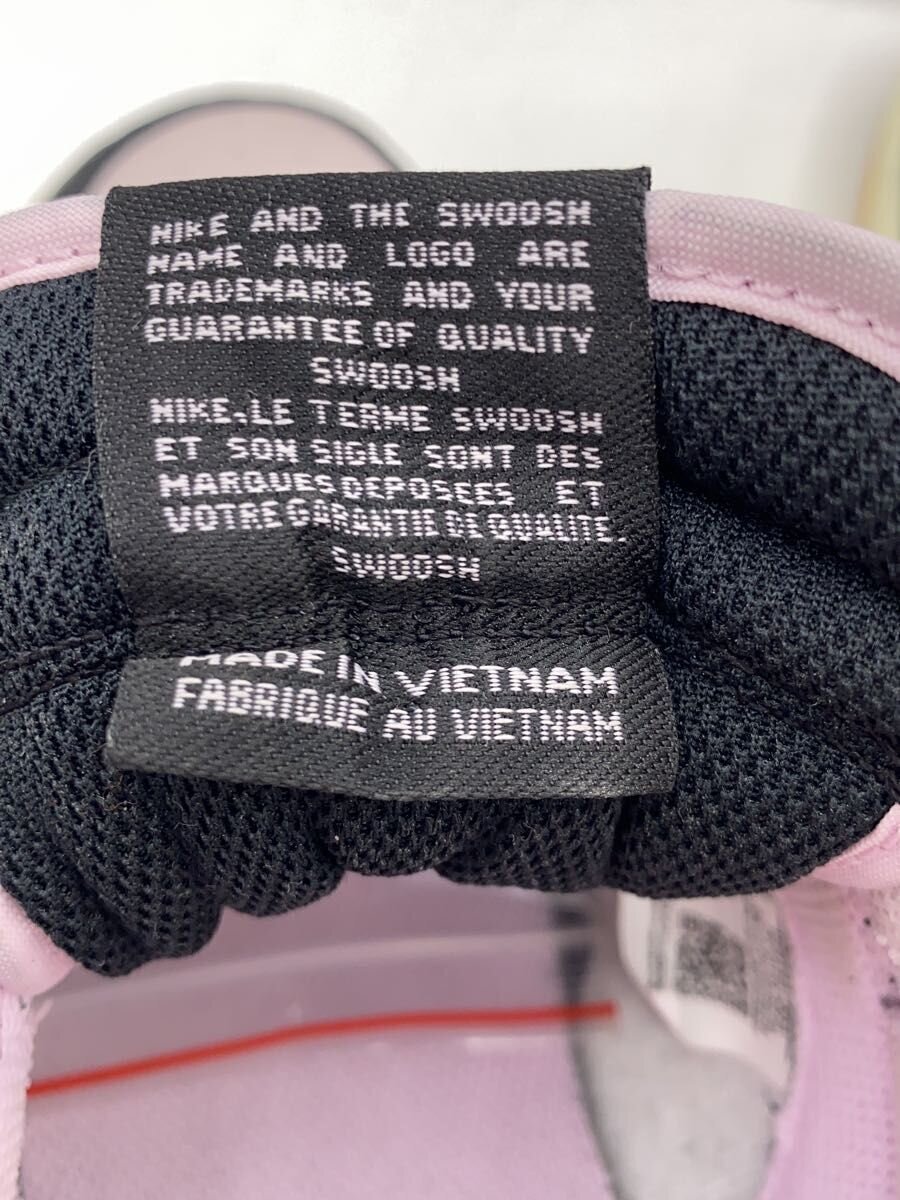 NIKE AND THE SWOOSH
NAME AND LOGO ARE
TRADEMARKS AND YOUR
GUARANTEE OF QUALITY
SWOOSH
NIKE.LE TERME SWOOSH
ET SON SIGLE SONT DES
MARQUES DEPOSEES ET
VOTRE GARANTIE DE QUALITE.
SWOOSH
MADE IN VIETNAM
FABRIQUE AU VIETNAM